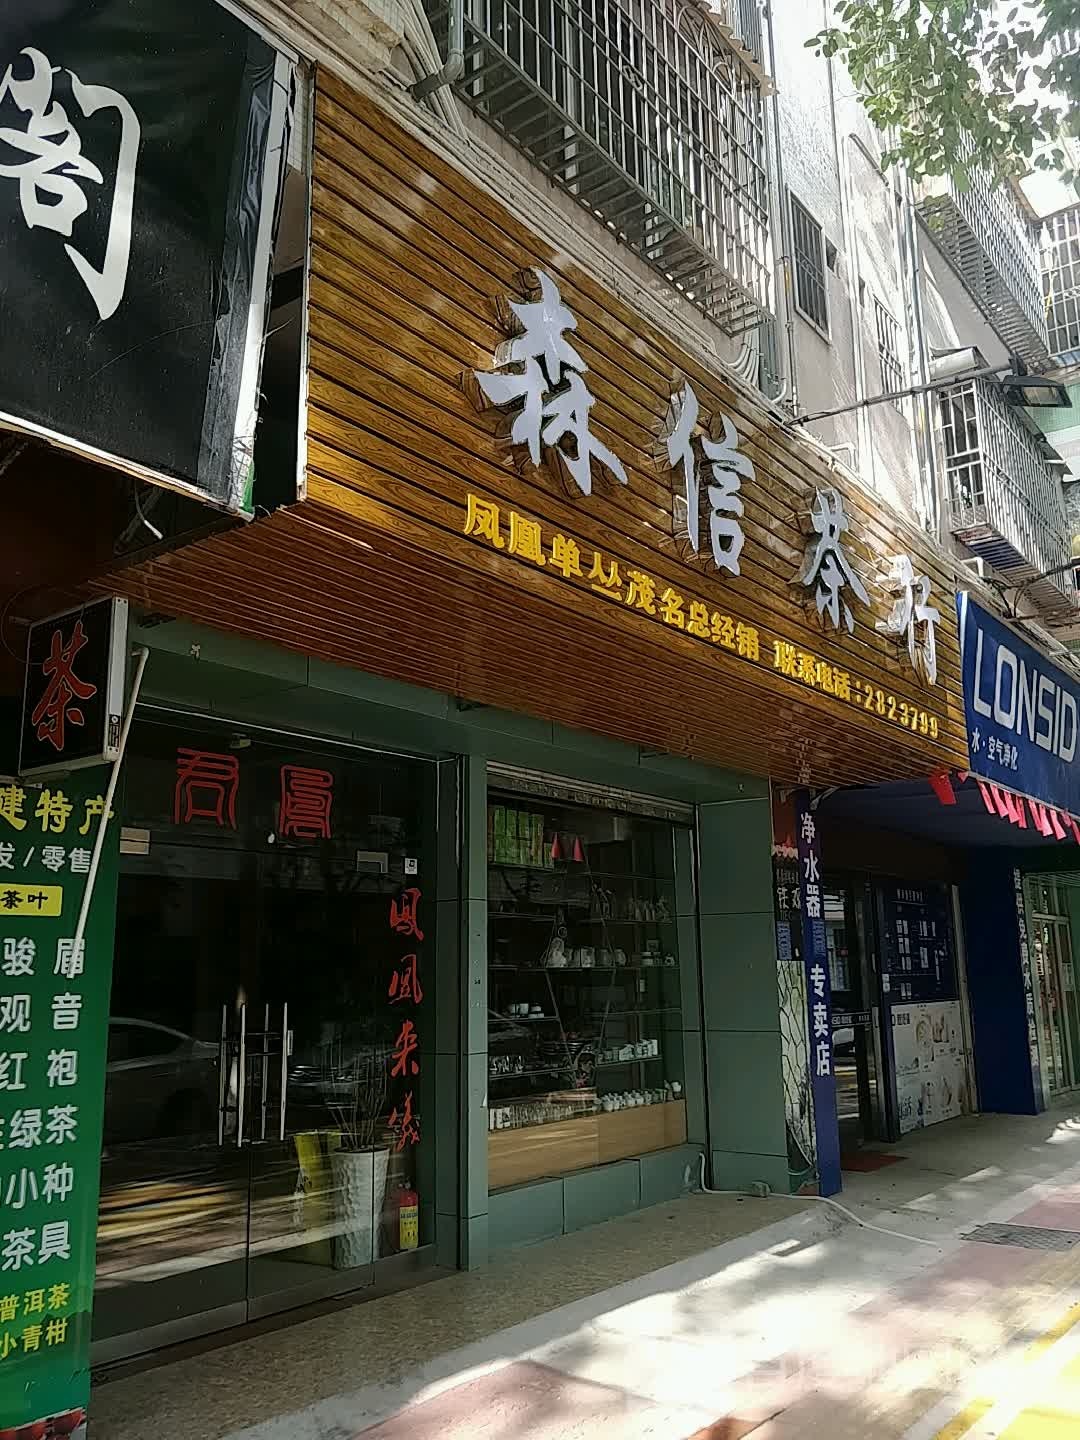 阁
森信茶行
凤凰单丛茂名总经销 联系电话:2823799
LONSID
水·空气净化
茶
建特产
发/零售
茶叶
骏眉
观音
红袍
绿茶
小种
茶具
普洱茶
小青柑
凤凰来仪
净水器
专卖店